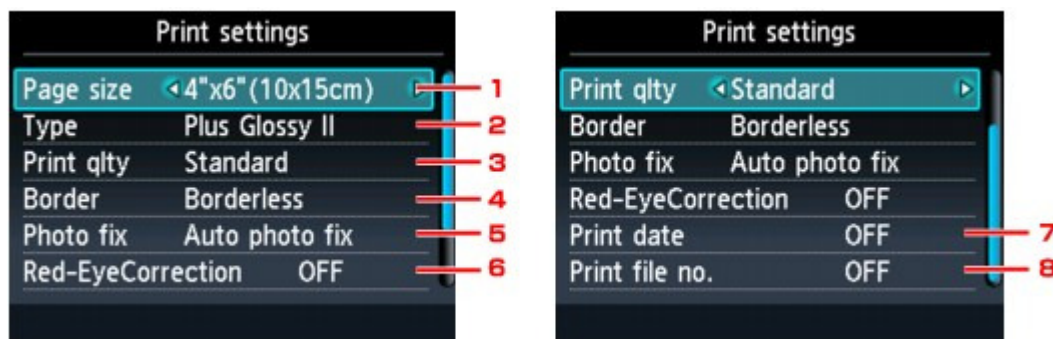 Print settings
Page size 4"x6"(10x15cm) 1
Type Plus Glossy II 2
Print qlty Standard 3
Border Borderless 4
Photo fix Auto photo fix 5
Red-EyeCorrection OFF 6
Print settings
Print qlty Standard
Border Borderless
Photo fix Auto photo fix
Red-EyeCorrection OFF
Print date OFF 7
Print file no. OFF 8